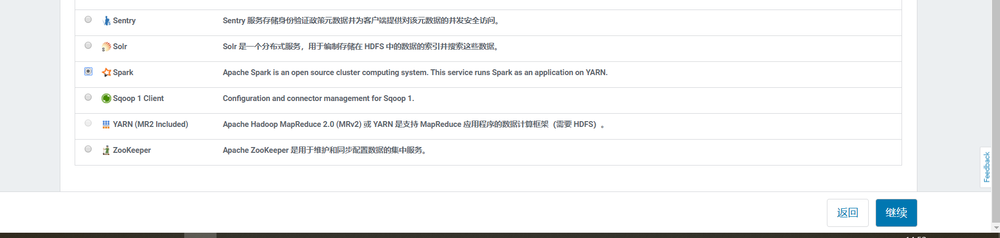 Sentry Sentry 服务存储身份验证政策元数据并为客户端提供对该元数据的并发安全访问。
Solr Solr 是一个分布式服务，用于编制存储在 HDFS 中的数据的索引并搜索这些数据。
Spark Apache Spark is an open source cluster computing system. This service runs Spark as an application on YARN.
Sqoop 1 Client Configuration and connector management for Sqoop 1.
YARN (MR2 Included) Apache Hadoop MapReduce 2.0 (MRv2) 或 YARN 是支持 MapReduce 应用程序的数据计算框架（需要 HDFS）。
ZooKeeper Apache ZooKeeper 是用于维护和同步配置数据的集中服务。
Feedback
返回 继续